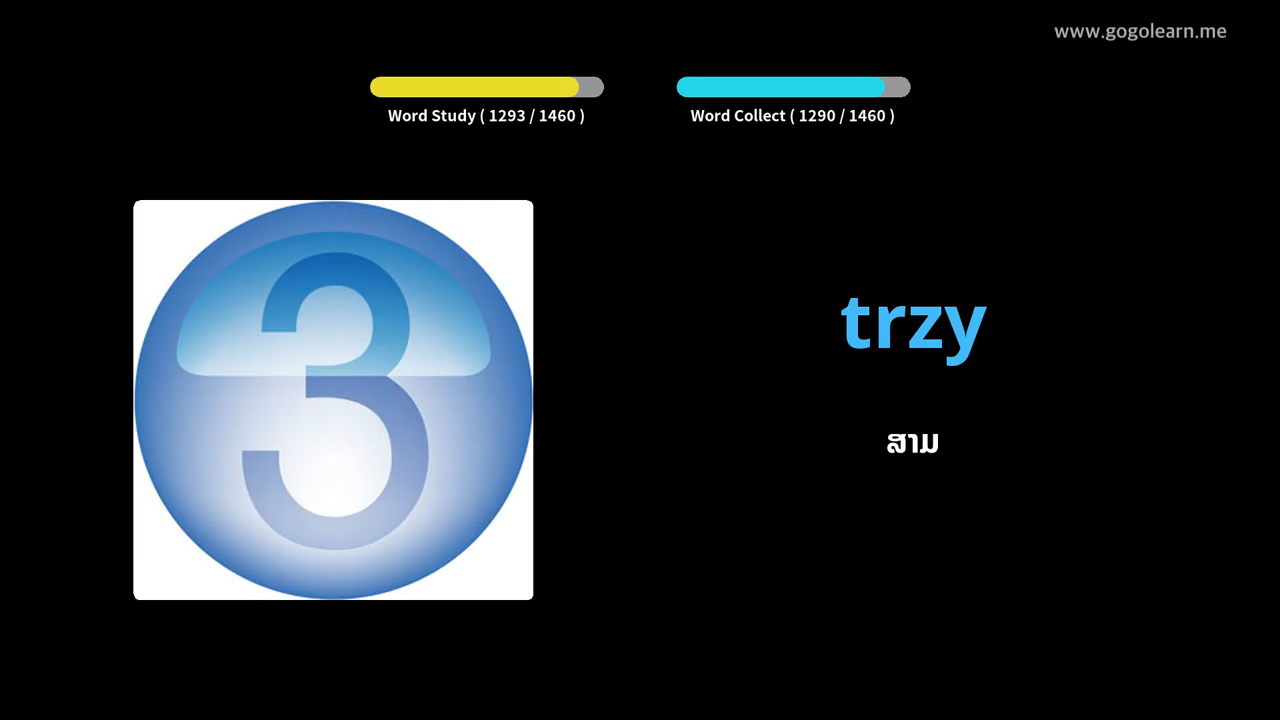 www.gogolearn.me
Word Study ( 1293 / 1460 )
Word Collect ( 1290 / 1460 )
3
trzy
ສາມ